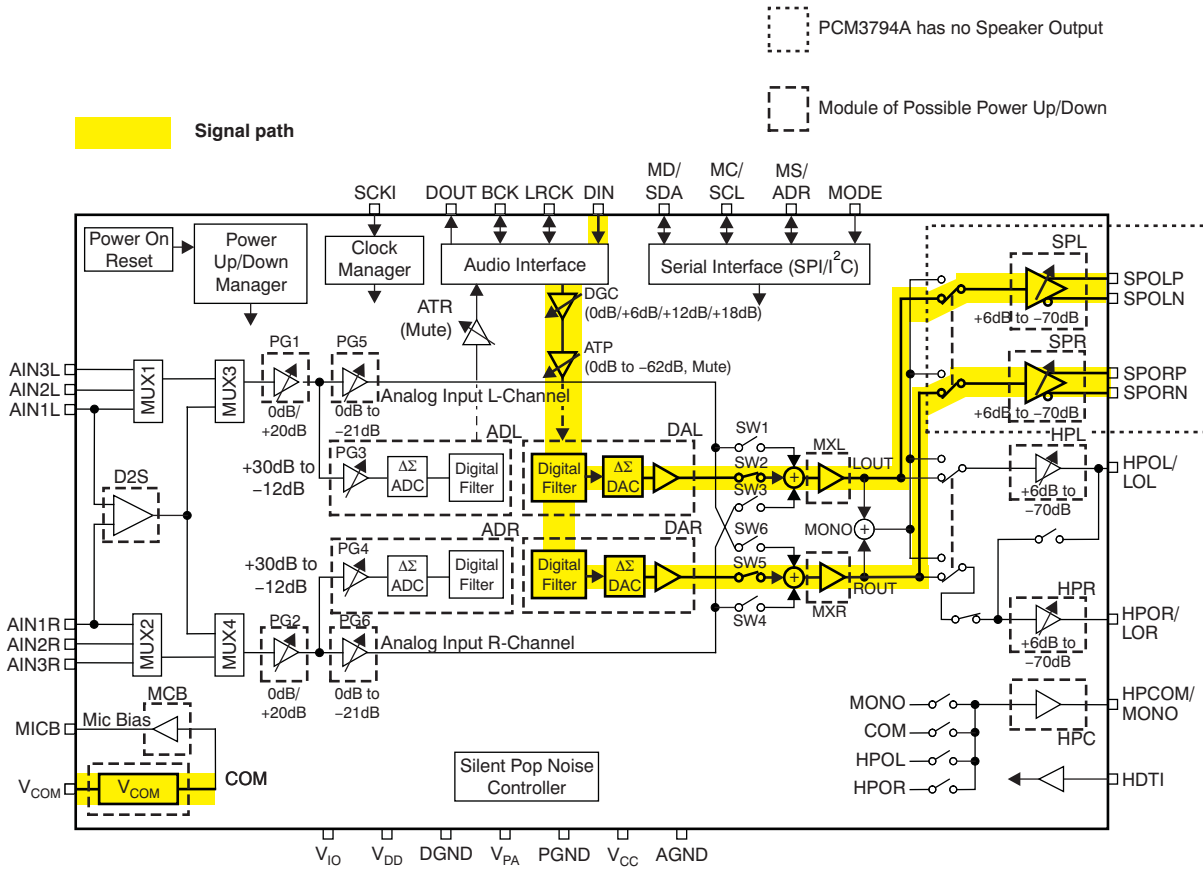 PCM3794A has no Speaker Output
Module of Possible Power Up/Down
Signal path
SCKI
DOUT
BCK
LRCK
DIN
MD/
SDA
MC/
SCL
MS/
ADR
MODE
Power On
Reset
Power
Up/Down
Manager
Clock
Manager
Audio Interface
Serial Interface (SPI/I²C)
SPL
SPOLP
SPOLN
+6dB to −70dB
DGC
(0dB/+6dB/+12dB/+18dB)
ATR
(Mute)
ATP
(0dB to −62dB, Mute)
SPR
SPORP
SPORN
+6dB to −70dB
AIN3L
AIN2L
AIN1L
MUX1
MUX3
PG1
0dB/
+20dB
PG5
0dB to
−21dB
Analog Input L-Channel
ADL
DAL
+30dB to
−12dB
PG3
ΔΣ
ADC
Digital
Filter
Digital
Filter
ΔΣ
DAC
SW1
SW2
SW3
MXL
LOUT
HPL
+6dB to
−70dB
HPOL/
LOL
D2S
ADR
DAR
SW6
SW5
SW4
MONO
+30dB to
−12dB
PG4
ΔΣ
ADC
Digital
Filter
Digital
Filter
ΔΣ
DAC
MXR
ROUT
HPR
+6dB to
−70dB
HPOR/
LOR
AIN1R
AIN2R
AIN3R
MUX2
MUX4
PG2
0dB/
+20dB
PG6
0dB to
−21dB
Analog Input R-Channel
MICB
Mic Bias
MCB
VCOM
VCOM
COM
Silent Pop Noise
Controller
MONO
COM
HPOL
HPOR
HPC
HPCOM/
MONO
HDTI
VIO
VDD
DGND
VPA
PGND
VCC
AGND